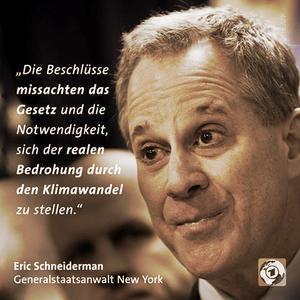 „Die Beschlüsse
missachten das
Gesetz und die
Notwendigkeit,
sich der realen
Bedrohung durch
den Klimawandel
zu stellen.“
Eric Schneiderman
Generalstaatsanwalt New York